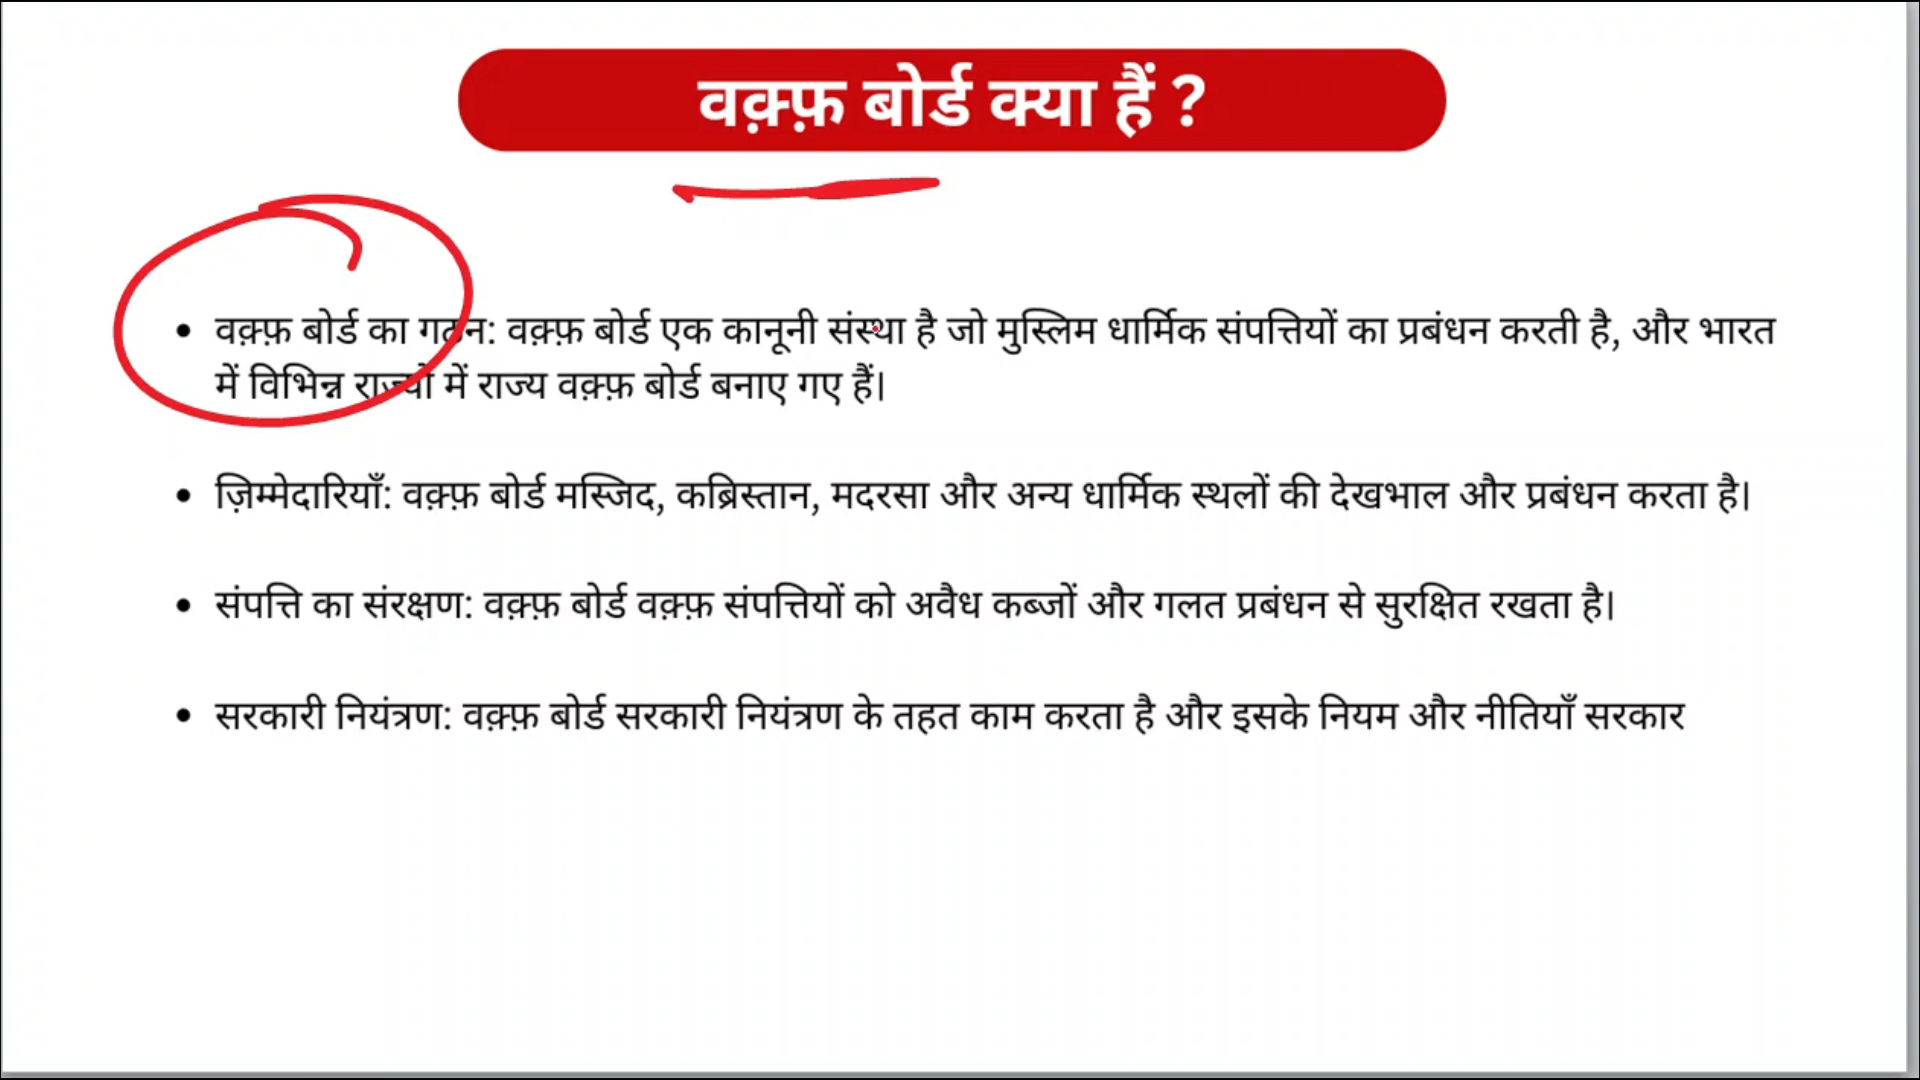 वक़्फ़ बोर्ड क्या हैं ?
वक़्फ़ बोर्ड का गठन: वक़्फ़ बोर्ड एक कानूनी संस्था है जो मुस्लिम धार्मिक संपत्तियों का प्रबंधन करती है, और भारत
में विभिन्न राज्यों में राज्य वक़्फ़ बोर्ड बनाए गए हैं।
ज़िम्मेदारियाँ: वक़्फ़ बोर्ड मस्जिद, कब्रिस्तान, मदरसा और अन्य धार्मिक स्थलों की देखभाल और प्रबंधन करता है।
संपत्ति का संरक्षण: वक़्फ़ बोर्ड वक़्फ़ संपत्तियों को अवैध कब्जों और गलत प्रबंधन से सुरक्षित रखता है।
सरकारी नियंत्रण: वक़्फ़ बोर्ड सरकारी नियंत्रण के तहत काम करता है और इसके नियम और नीतियाँ सरकार